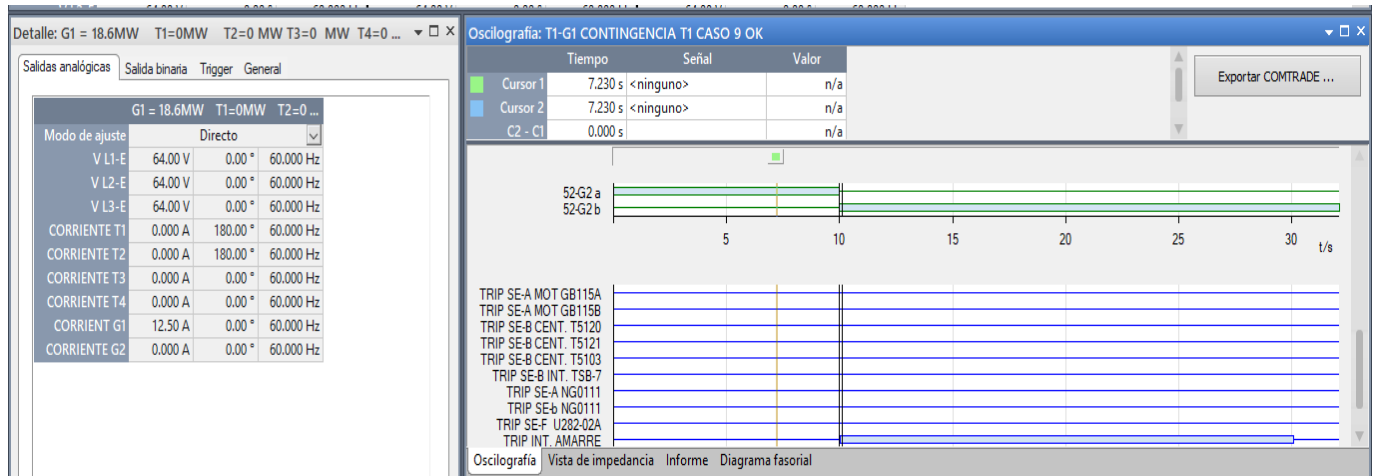 Detalle: G1 = 18.6MW T1=0MW T2=0 MW T3=0 MW T4=0 ...
Salidas analógicas Salida binaria Trigger General
G1 = 18.6MW T1=0MW T2=0 ...
Modo de ajuste Directo
V L1-E 64.00 V 0.00 ° 60.000 Hz
V L2-E 64.00 V 0.00 ° 60.000 Hz
V L3-E 64.00 V 0.00 ° 60.000 Hz
CORRIENTE T1 0.000 A 180.00 ° 60.000 Hz
CORRIENTE T2 0.000 A 180.00 ° 60.000 Hz
CORRIENTE T3 0.000 A 0.00 ° 60.000 Hz
CORRIENTE T4 0.000 A 0.00 ° 60.000 Hz
CORRIENT G1 12.50 A 0.00 ° 60.000 Hz
CORRIENTE G2 0.000 A 0.00 ° 60.000 Hz
Oscilografía: T1-G1 CONTINGENCIA T1 CASO 9 OK
Tiempo Señal Valor
Cursor 1 7.230 s <ninguno> n/a
Cursor 2 7.230 s <ninguno> n/a
C2 - C1 0.000 s n/a
Exportar COMTRADE ...
52-G2 a
52-G2 b
5 10 15 20 25 30 t/s
TRIP SE-A MOT GB115A
TRIP SE-A MOT GB115B
TRIP SE-B CENT. T5120
TRIP SE-B CENT. T5121
TRIP SE-B CENT. T5103
TRIP SE-B INT. TSB-7
TRIP SE-A NG0111
TRIP SE-b NG0111
TRIP SE-F U282-02A
TRIP INT. AMARRE
Oscilografía Vista de impedancia Informe Diagrama fasorial